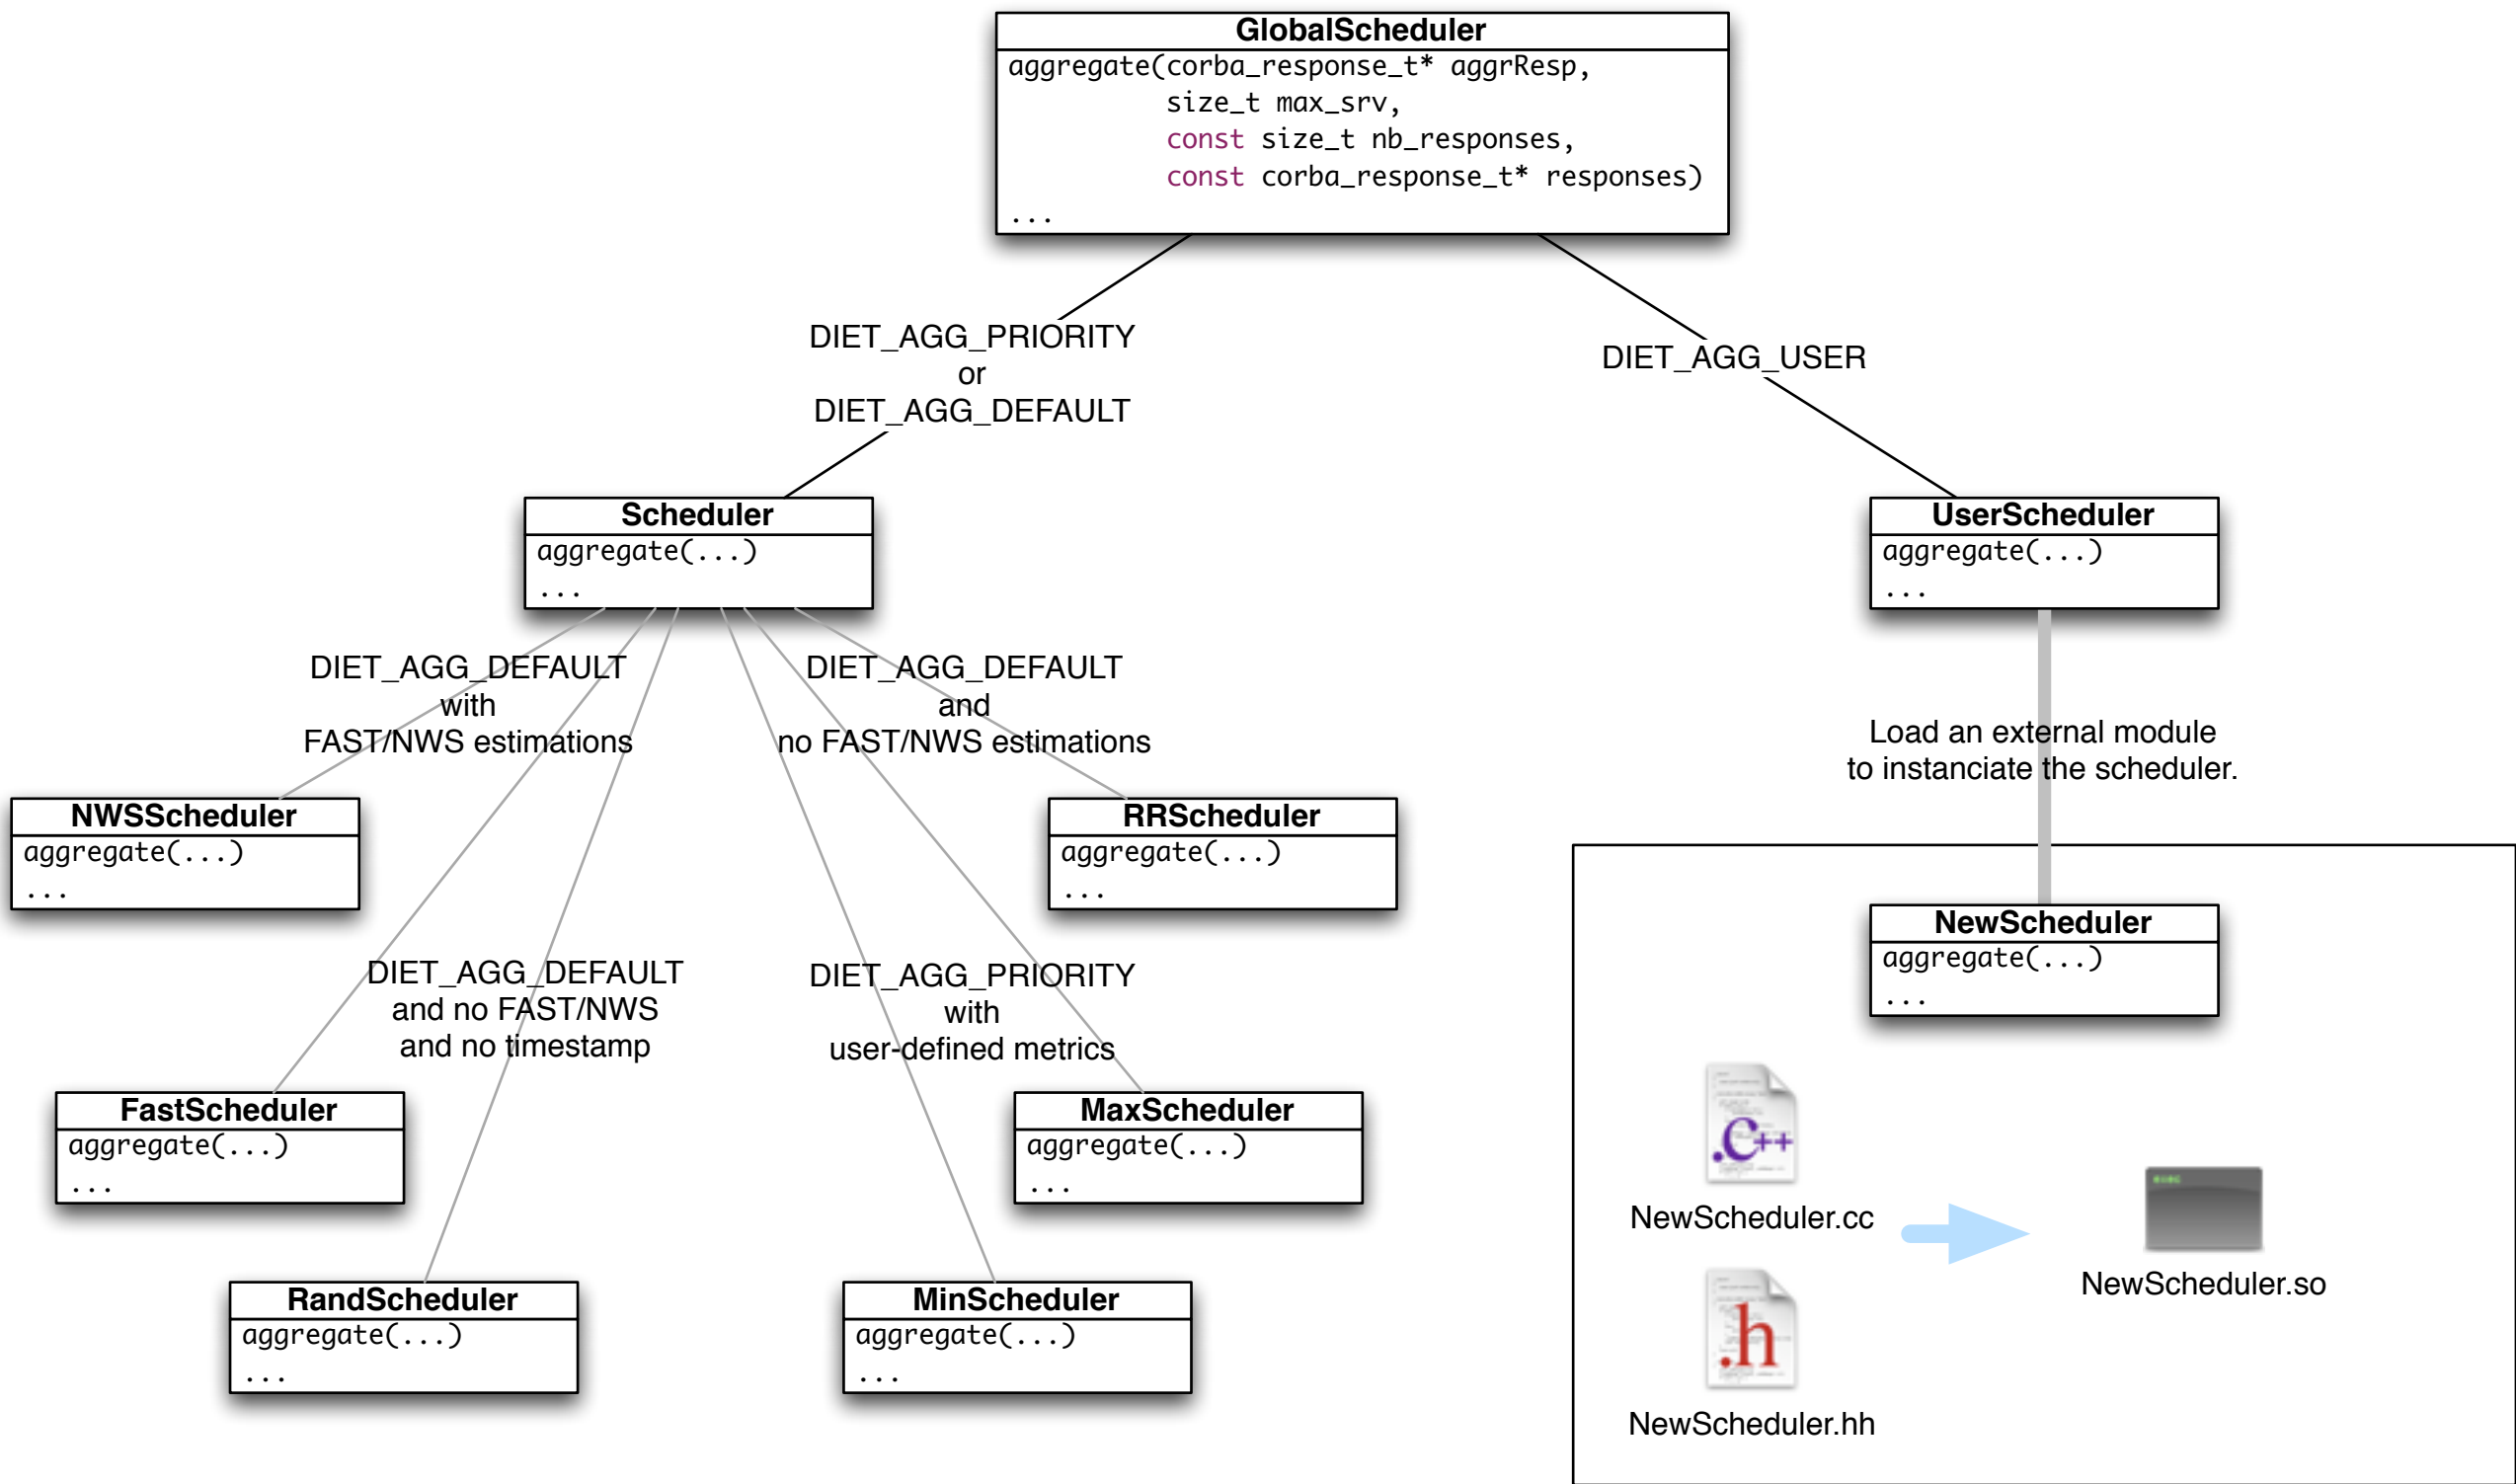 GlobalScheduler
aggregate(corba_response_t* aggrResp,
size_t max_srv,
const size_t nb_responses,
const corba_response_t* responses)
...
DIET_AGG_PRIORITY
or
DIET_AGG_DEFAULT
DIET_AGG_USER
Scheduler
aggregate(...)
...
UserScheduler
aggregate(...)
...
DIET_AGG_DEFAULT
with
FAST/NWS estimations
DIET_AGG_DEFAULT
and
no FAST/NWS estimations
Load an external module
to instanciate the scheduler.
NWSScheduler
aggregate(...)
...
RRScheduler
aggregate(...)
...
NewScheduler
aggregate(...)
...
DIET_AGG_DEFAULT
and no FAST/NWS
and no timestamp
DIET_AGG_PRIORITY
with
user-defined metrics
FastScheduler
aggregate(...)
...
MaxScheduler
aggregate(...)
...
RandScheduler
aggregate(...)
...
MinScheduler
aggregate(...)
...
.C++
NewScheduler.cc
.h
NewScheduler.hh
NewScheduler.so